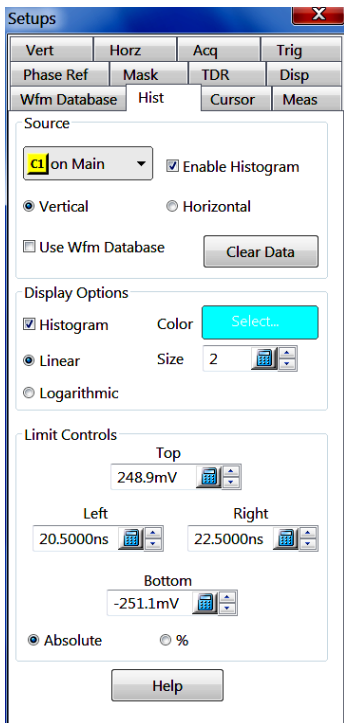 Setups
X
Vert Horz Acq Trig
Phase Ref Mask TDR Disp
Wfm Database Hist Cursor Meas
Source
C1 on Main Enable Histogram
Vertical Horizontal
Use Wfm Database Clear Data
Display Options
Histogram Color Select...
Linear Size 2
Logarithmic
Limit Controls
Top
248.9mV
Left Right
20.5000ns 22.5000ns
Bottom
-251.1mV
Absolute %
Help